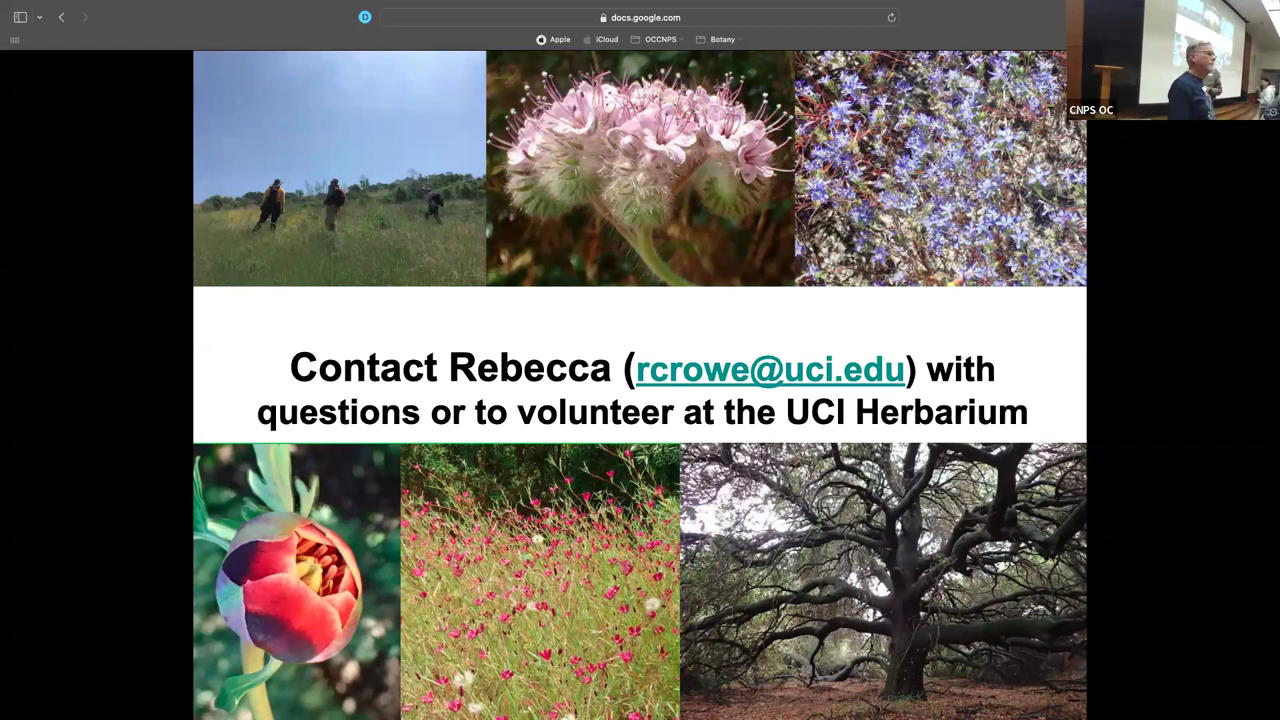 D
docs.google.com
Apple
iCloud
OCCNPS
Botany
CNPS OC
Contact Rebecca (rcrowe@uci.edu) with
questions or to volunteer at the UCI Herbarium